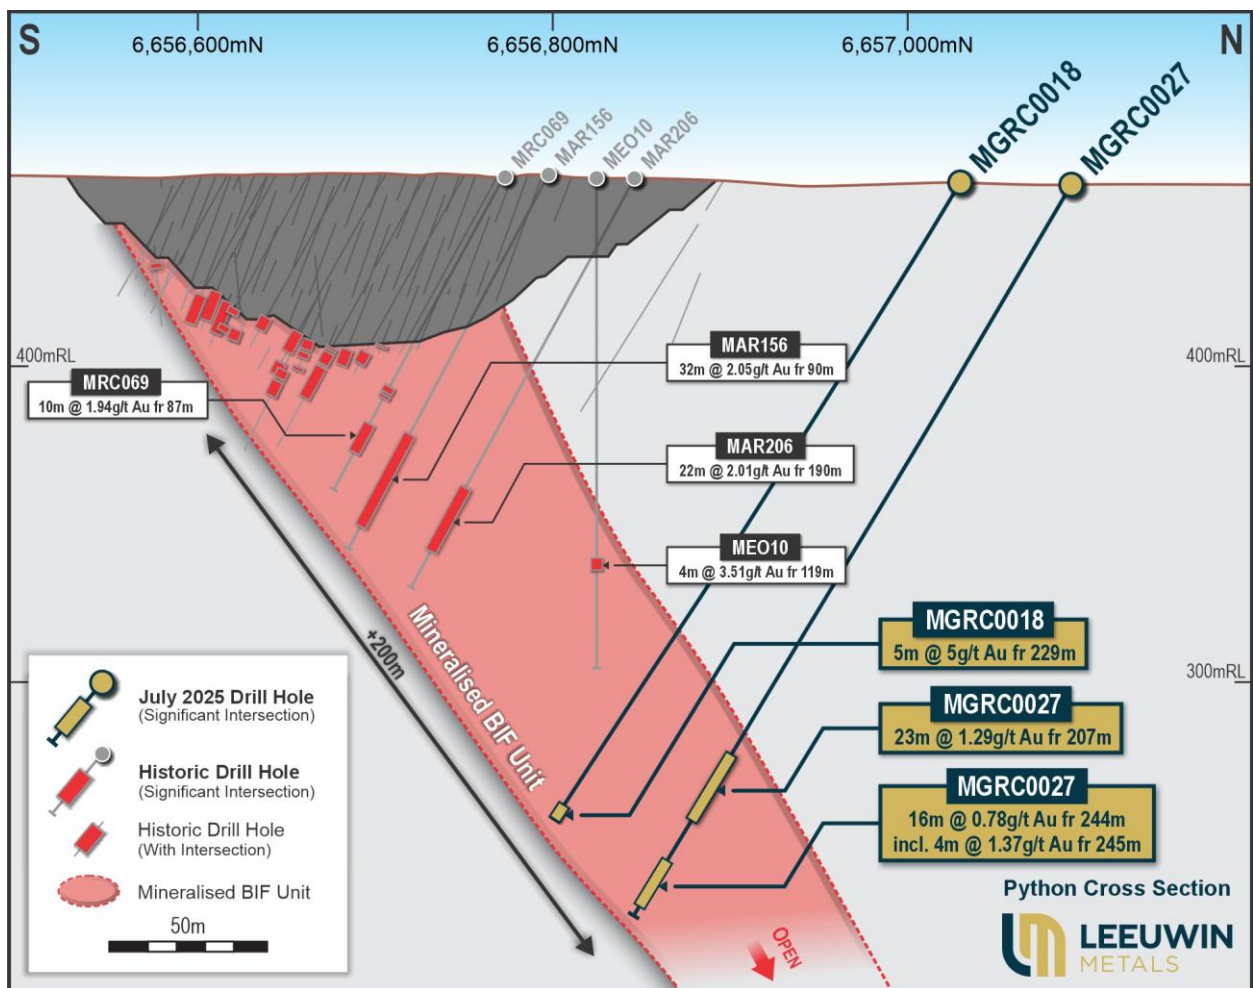 S
6,656,600mN
6,656,800mN
6,657,000mN
N
MRC069
MAR156
MEO10
MAR206
MGRC0018
MGRC0027
400mRL
400mRL
MAR156
32m @ 2.05g/t Au fr 90m
MRC069
10m @ 1.94g/t Au fr 87m
MAR206
22m @ 2.01g/t Au fr 190m
MEO10
4m @ 3.51g/t Au fr 119m
MGRC0018
5m @ 5g/t Au fr 229m
300mRL
MGRC0027
23m @ 1.29g/t Au fr 207m
MGRC0027
16m @ 0.78g/t Au fr 244m
incl. 4m @ 1.37g/t Au fr 245m
+200m
Mineralised BIF Unit
OPEN
July 2025 Drill Hole
(Significant Intersection)
Historic Drill Hole
(Significant Intersection)
Historic Drill Hole
(With Intersection)
Mineralised BIF Unit
50m
Python Cross Section
LEEUWIN
METALS